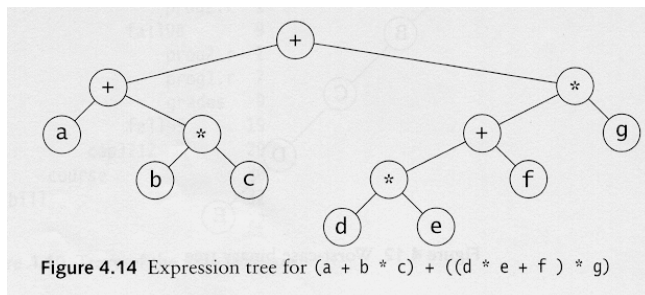 +
+ *
a * + g
b c * f
d e
Figure 4.14 Expression tree for (a + b * c) + ((d * e + f ) * g)